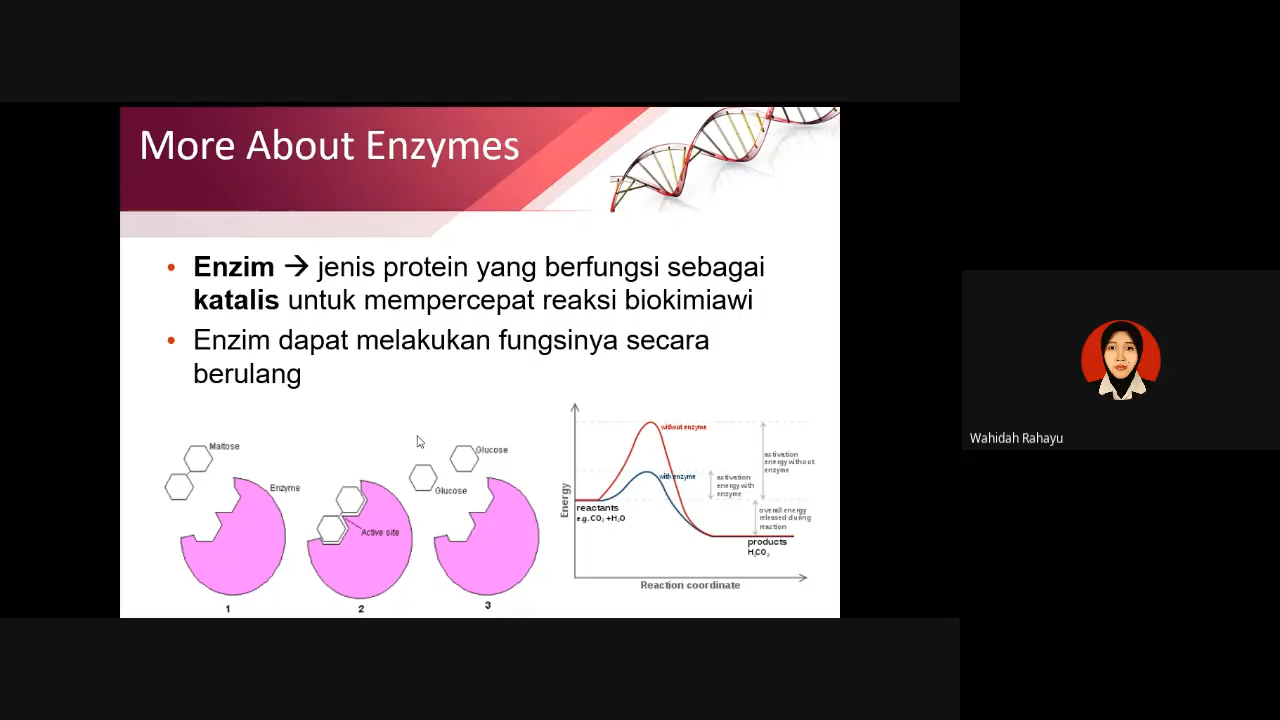 More About Enzymes
• Enzim → jenis protein yang berfungsi sebagai
katalis untuk mempercepat reaksi biokimiawi
• Enzim dapat melakukan fungsinya secara
berulang
Maltose
Enzyme
1
Active site
2
Glucose
Glucose
3
Energy
without enzyme
with enzyme
activation
energy without
enzyme
activation
energy with
enzyme
overall energy
released during
reaction
reactants
e.g. CO₂ +H₂O
products
H₂CO₃
Reaction coordinate
Wahidah Rahayu